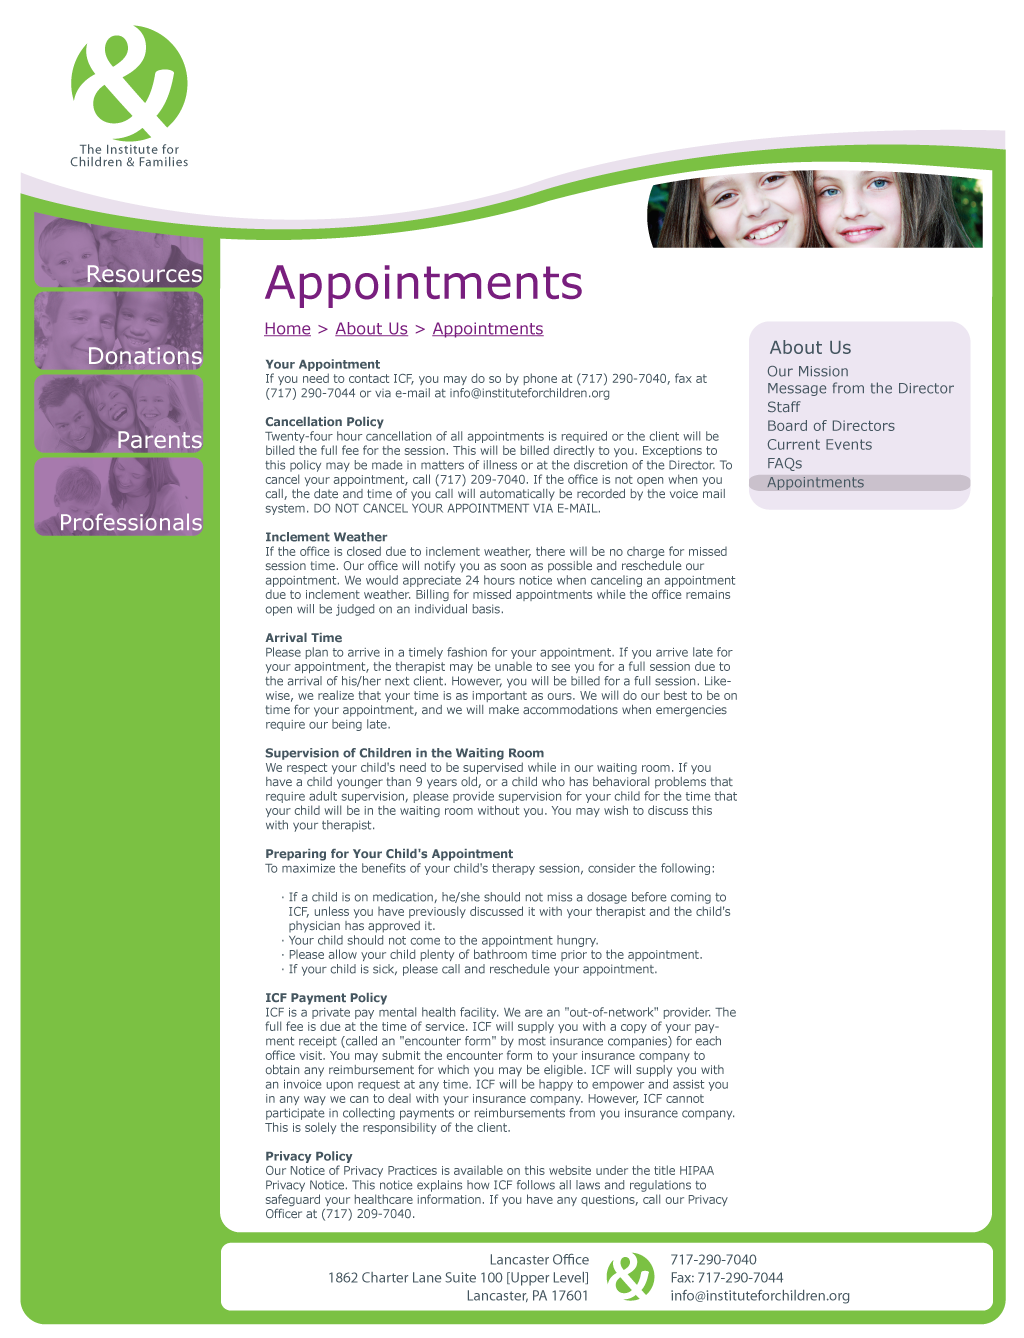 The Institute for
Children & Families
Resources
Donations
Parents
Professionals
Appointments
Home > About Us > Appointments
Your Appointment
If you need to contact ICF, you may do so by phone at (717) 290-7040, fax at
(717) 290-7044 or via e-mail at info@instituteforchildren.org
Cancellation Policy
Twenty-four hour cancellation of all appointments is required or the client will be
billed the full fee for the session. This will be billed directly to you. Exceptions to
this policy may be made in matters of illness or at the discretion of the Director. To
cancel your appointment, call (717) 209-7040. If the office is not open when you
call, the date and time of you call will automatically be recorded by the voice mail
system. DO NOT CANCEL YOUR APPOINTMENT VIA E-MAIL.
Inclement Weather
If the office is closed due to inclement weather, there will be no charge for missed
session time. Our office will notify you as soon as possible and reschedule our
appointment. We would appreciate 24 hours notice when canceling an appointment
due to inclement weather. Billing for missed appointments while the office remains
open will be judged on an individual basis.
Arrival Time
Please plan to arrive in a timely fashion for your appointment. If you arrive late for
your appointment, the therapist may be unable to see you for a full session due to
the arrival of his/her next client. However, you will be billed for a full session. Like-
wise, we realize that your time is as important as ours. We will do our best to be on
time for your appointment, and we will make accommodations when emergencies
require our being late.
Supervision of Children in the Waiting Room
We respect your child's need to be supervised while in our waiting room. If you
have a child younger than 9 years old, or a child who has behavioral problems that
require adult supervision, please provide supervision for your child for the time that
your child will be in the waiting room without you. You may wish to discuss this
with your therapist.
Preparing for Your Child's Appointment
To maximize the benefits of your child's therapy session, consider the following:
· If a child is on medication, he/she should not miss a dosage before coming to
ICF, unless you have previously discussed it with your therapist and the child's
physician has approved it.
· Your child should not come to the appointment hungry.
· Please allow your child plenty of bathroom time prior to the appointment.
· If your child is sick, please call and reschedule your appointment.
ICF Payment Policy
ICF is a private pay mental health facility. We are an "out-of-network" provider. The
full fee is due at the time of service. ICF will supply you with a copy of your pay-
ment receipt (called an "encounter form" by most insurance companies) for each
office visit. You may submit the encounter form to your insurance company to
obtain any reimbursement for which you may be eligible. ICF will supply you with
an invoice upon request at any time. ICF will be happy to empower and assist you
in any way we can to deal with your insurance company. However, ICF cannot
participate in collecting payments or reimbursements from you insurance company.
This is solely the responsibility of the client.
Privacy Policy
Our Notice of Privacy Practices is available on this website under the title HIPAA
Privacy Notice. This notice explains how ICF follows all laws and regulations to
safeguard your healthcare information. If you have any questions, call our Privacy
Officer at (717) 209-7040.
About Us
Our Mission
Message from the Director
Staff
Board of Directors
Current Events
FAQs
Appointments
Lancaster Office
1862 Charter Lane Suite 100 [Upper Level]
Lancaster, PA 17601
&
717-290-7040
Fax: 717-290-7044
info@instituteforchildren.org